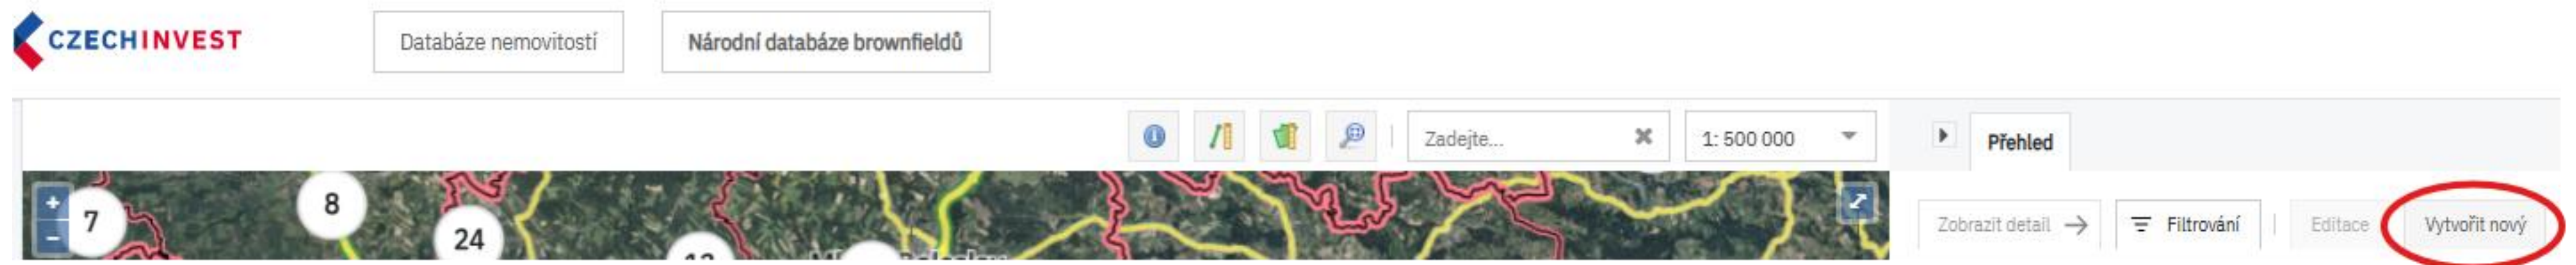 CZECHINVEST
Databáze nemovitostí
Národní databáze brownfieldů
Zadejte...
1: 500 000
Přehled
+
7
8
24
−
Zobrazit detail →
Filtrování
Editace
Vytvořit nový